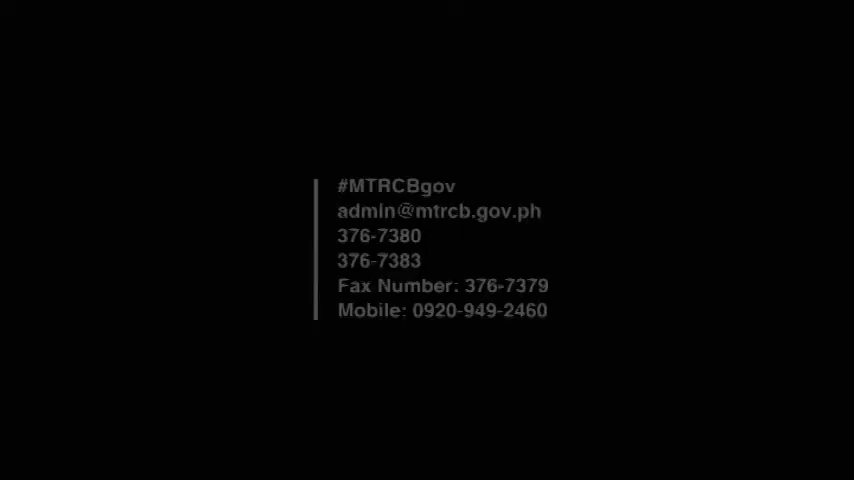 #MTRCBgov
admin@mtrcb.gov.ph
376-7380
376-7383
Fax Number: 376-7379
Mobile: 0920-949-2460